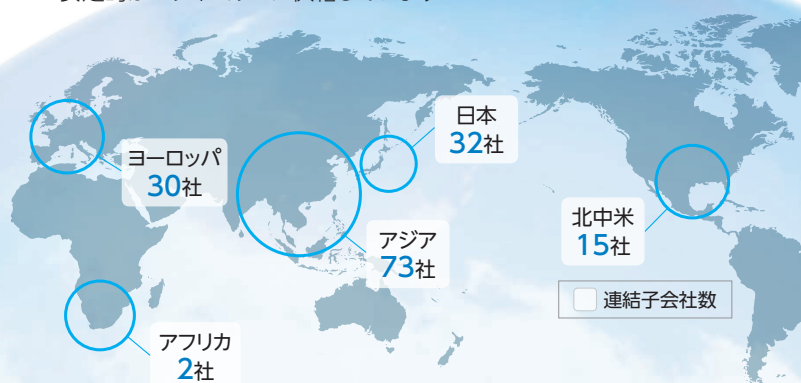 日本
32社
ヨーロッパ
30社
アジア
73社
北中米
15社
連結子会社数
アフリカ
2社